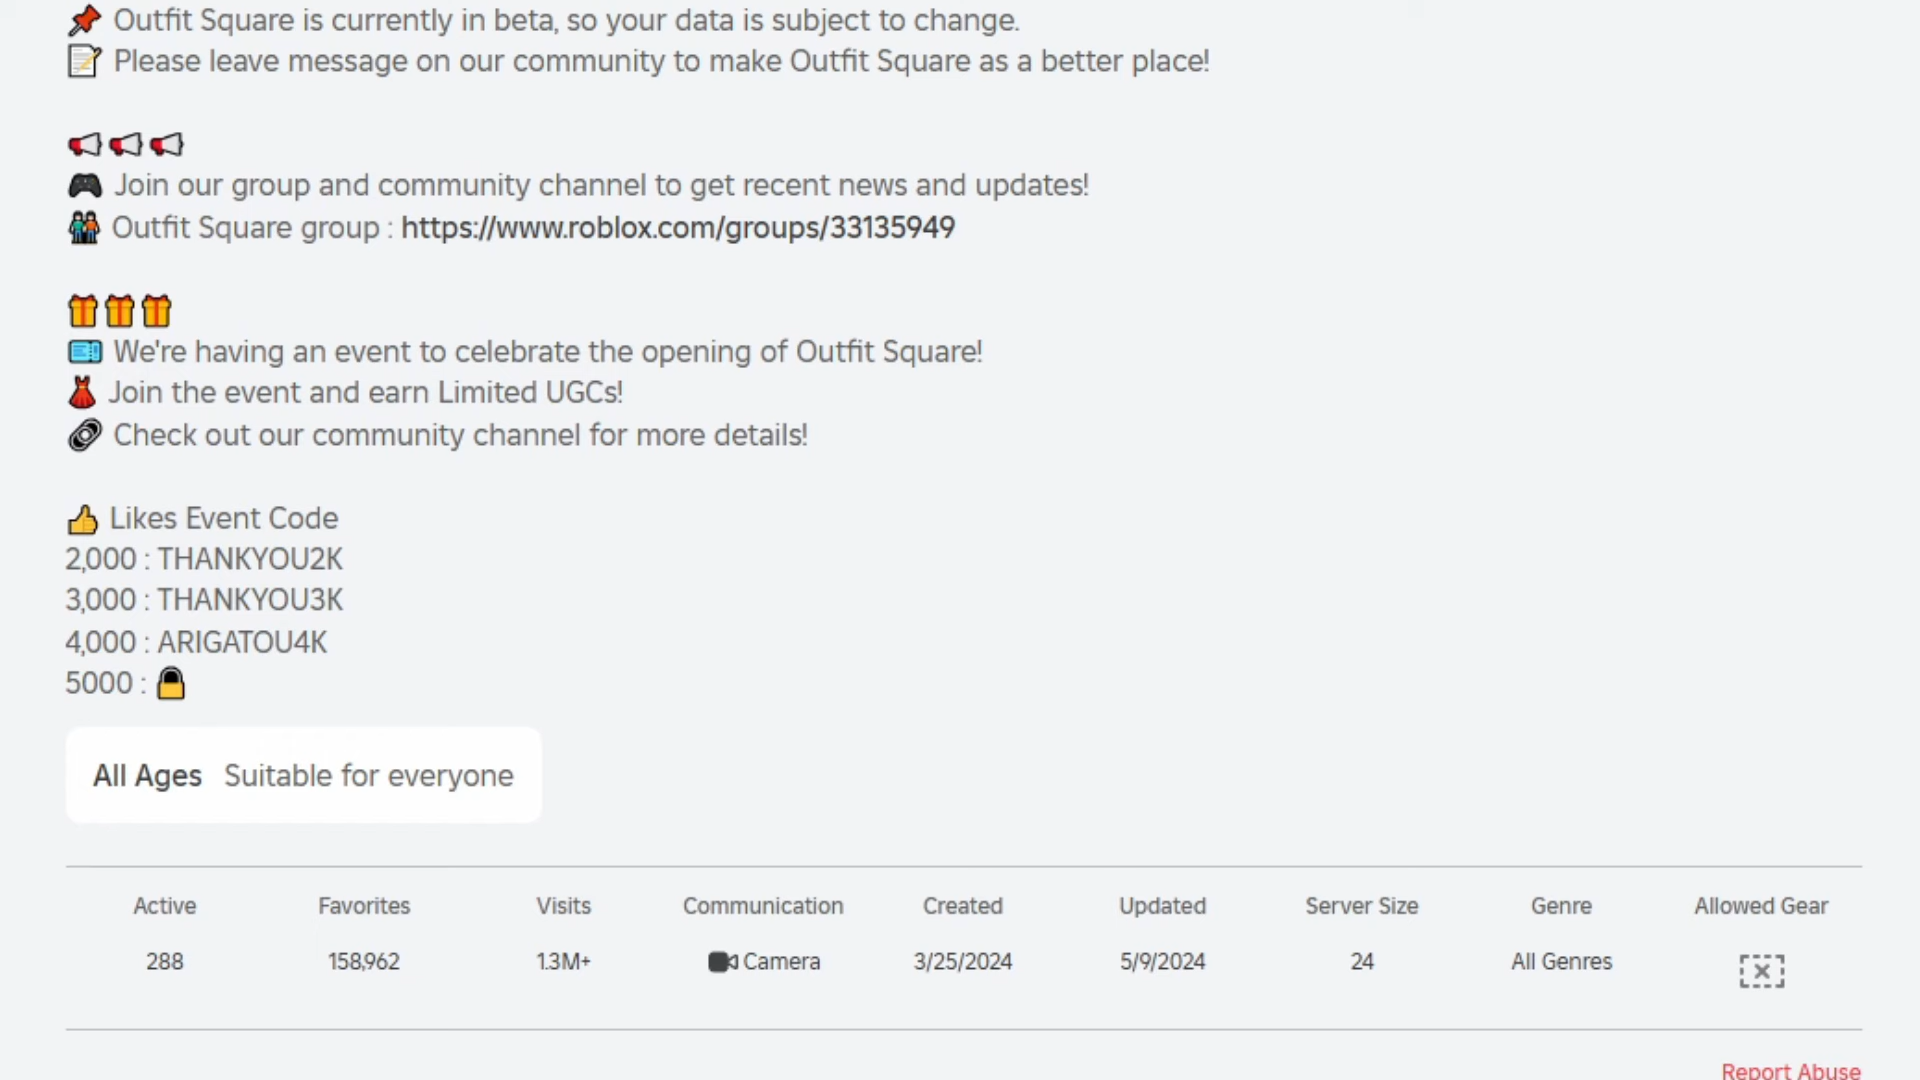 Outfit Square is currently in beta, so your data is subject to change.
Please leave message on our community to make Outfit Square as a better place!
Join our group and community channel to get recent news and updates!
Outfit Square group : https://www.roblox.com/groups/33135949
We're having an event to celebrate the opening of Outfit Square!
Join the event and earn Limited UGCs!
Check out our community channel for more details!
Likes Event Code
2,000 : THANKYOU2K
3,000 : THANKYOU3K
4,000 : ARIGATOU4K
5000 :
All Ages Suitable for everyone
Active Favorites Visits Communication Created Updated Server Size Genre Allowed Gear
288 158,962 1.3M+ Camera 3/25/2024 5/9/2024 24 All Genres
Report Abuse